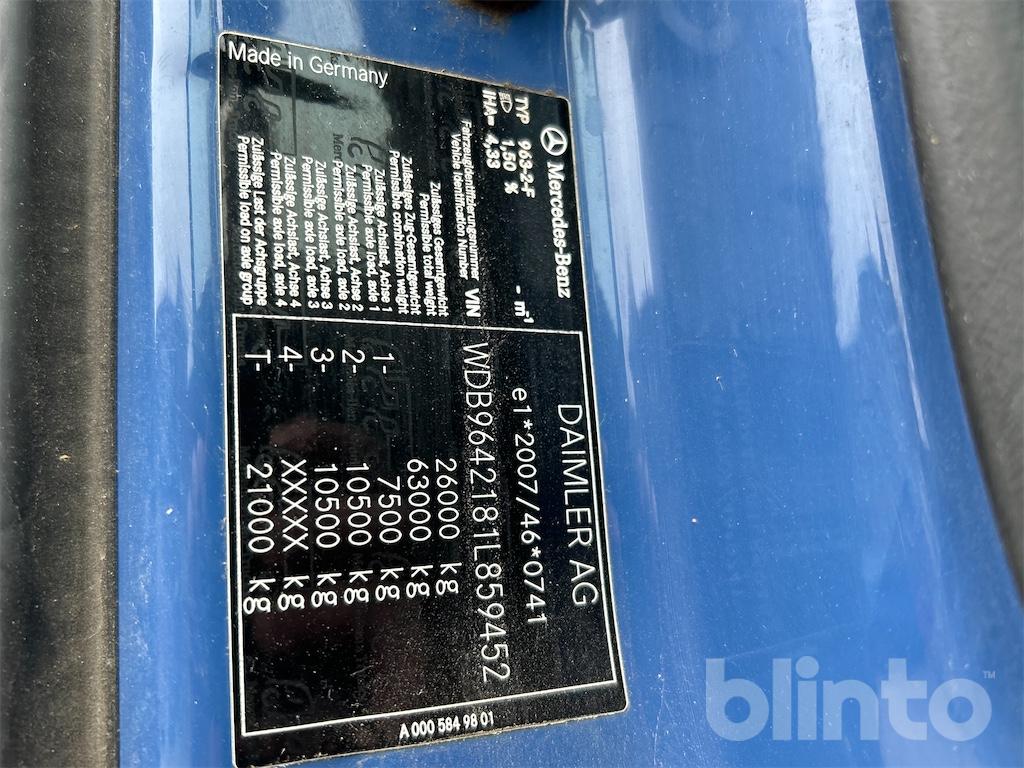 Mercedes-Benz
TYP 963-2-F
1,50 % - m⁻¹
IHA= 4,33
DAIMLER AG
e1*2007/46*0741
Fahrzeugidentifizierungsnummer
Vehicle Identification Number VIN WDB9642181L859452
Zulässiges Gesamtgewicht
Permissible total weight 26000 kg
Zulässiges Zug-Gesamtgewicht
Permissible combination weight 63000 kg
Zulässige Achslast, Achse 1
Permissible axle load, axle 1 1- 7500 kg
Zulässige Achslast, Achse 2
Permissible axle load, axle 2 2- 10500 kg
Zulässige Achslast, Achse 3
Permissible axle load, axle 3 3- 10500 kg
Zulässige Achslast, Achse 4
Permissible axle load, axle 4 4- XXXXX kg
Zulässige Last der Achsgruppe
Permissible load on axle group T- 21000 kg
Made in Germany
A 000 584 98 01
blinto™